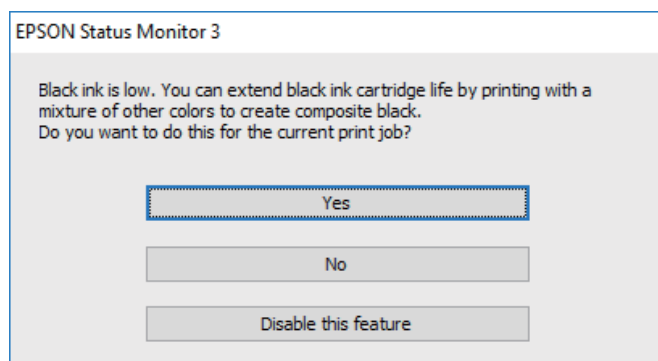 EPSON Status Monitor 3
Black ink is low. You can extend black ink cartridge life by printing with a
mixture of other colors to create composite black.
Do you want to do this for the current print job?
Yes
No
Disable this feature